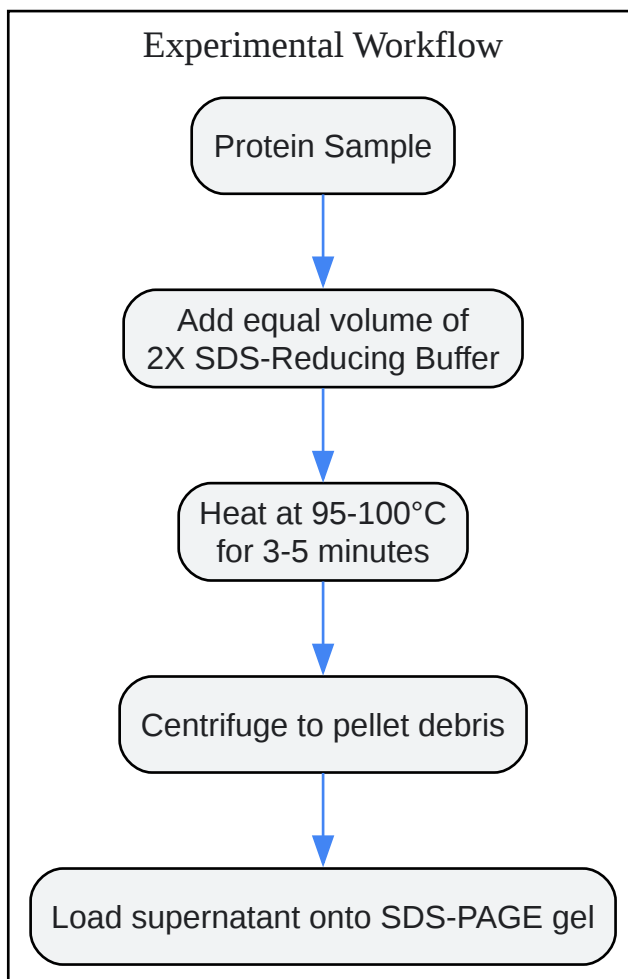 Experimental Workflow
Protein Sample
Add equal volume of
2X SDS-Reducing Buffer
Heat at 95-100°C
for 3-5 minutes
Centrifuge to pellet debris
Load supernatant onto SDS-PAGE gel